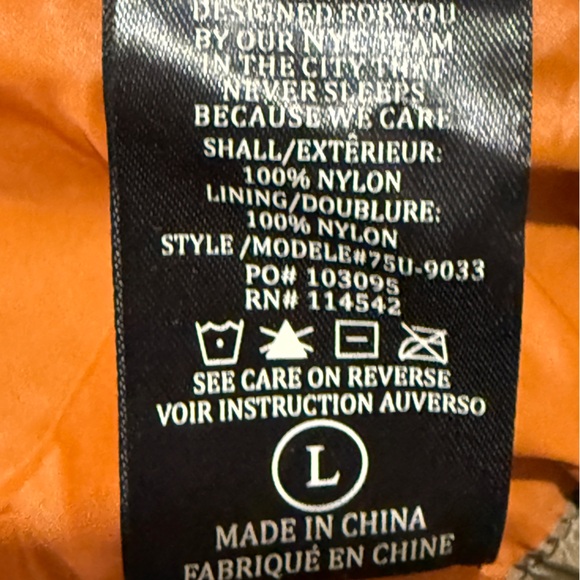 DESIGNED FOR YOU
BY OUR NYC TEAM
IN THE CITY THAT
NEVER SLEEPS
BECAUSE WE CARE
SHALL/EXTÊRIEUR:
100% NYLON
LINING/DOUBLURE:
100% NYLON
STYLE/MODELE#75U-9033
PO# 103095
RN# 114542
SEE CARE ON REVERSE
VOIR INSTRUCTION AUVERSO
L
MADE IN CHINA
FABRIQUÉ EN CHINE